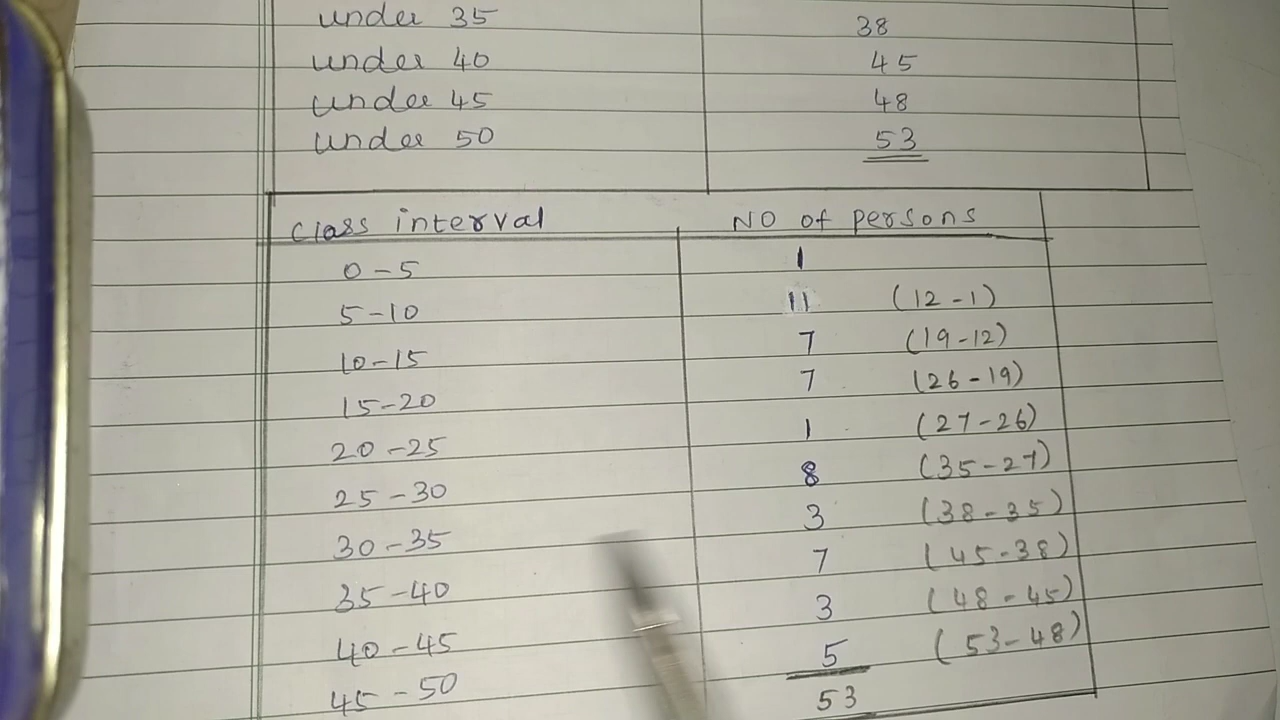 under 35 38
under 40 45
under 45 48
under 50 53
class interval NO of persons
0-5 1
5-10 11 (12-1)
10-15 7 (19-12)
15-20 7 (26-19)
20-25 1 (27-26)
25-30 8 (35-27)
30-35 3 (38-35)
35-40 7 (45-38)
40-45 3 (48-45)
45-50 5 (53-48)
53